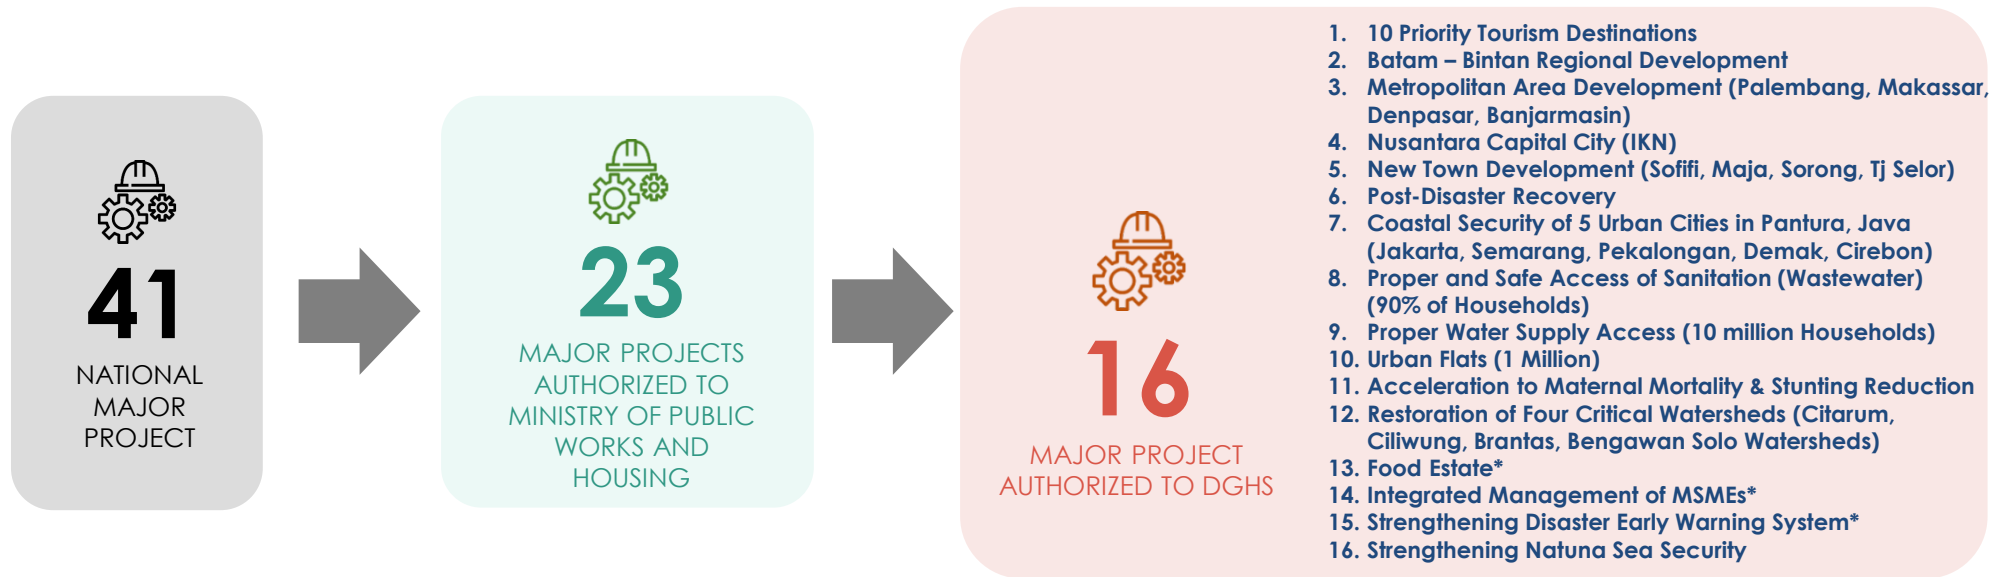 41
NATIONAL
MAJOR
PROJECT
23
MAJOR PROJECTS
AUTHORIZED TO
MINISTRY OF PUBLIC
WORKS AND
HOUSING
16
MAJOR PROJECT
AUTHORIZED TO DGHS
1. 10 Priority Tourism Destinations
2. Batam – Bintan Regional Development
3. Metropolitan Area Development (Palembang, Makassar,
Denpasar, Banjarmasin)
4. Nusantara Capital City (IKN)
5. New Town Development (Sofifi, Maja, Sorong, Tj Selor)
6. Post-Disaster Recovery
7. Coastal Security of 5 Urban Cities in Pantura, Java
(Jakarta, Semarang, Pekalongan, Demak, Cirebon)
8. Proper and Safe Access of Sanitation (Wastewater)
(90% of Households)
9. Proper Water Supply Access (10 million Households)
10. Urban Flats (1 Million)
11. Acceleration to Maternal Mortality & Stunting Reduction
12. Restoration of Four Critical Watersheds (Citarum,
Ciliwung, Brantas, Bengawan Solo Watersheds)
13. Food Estate*
14. Integrated Management of MSMEs*
15. Strengthening Disaster Early Warning System*
16. Strengthening Natuna Sea Security